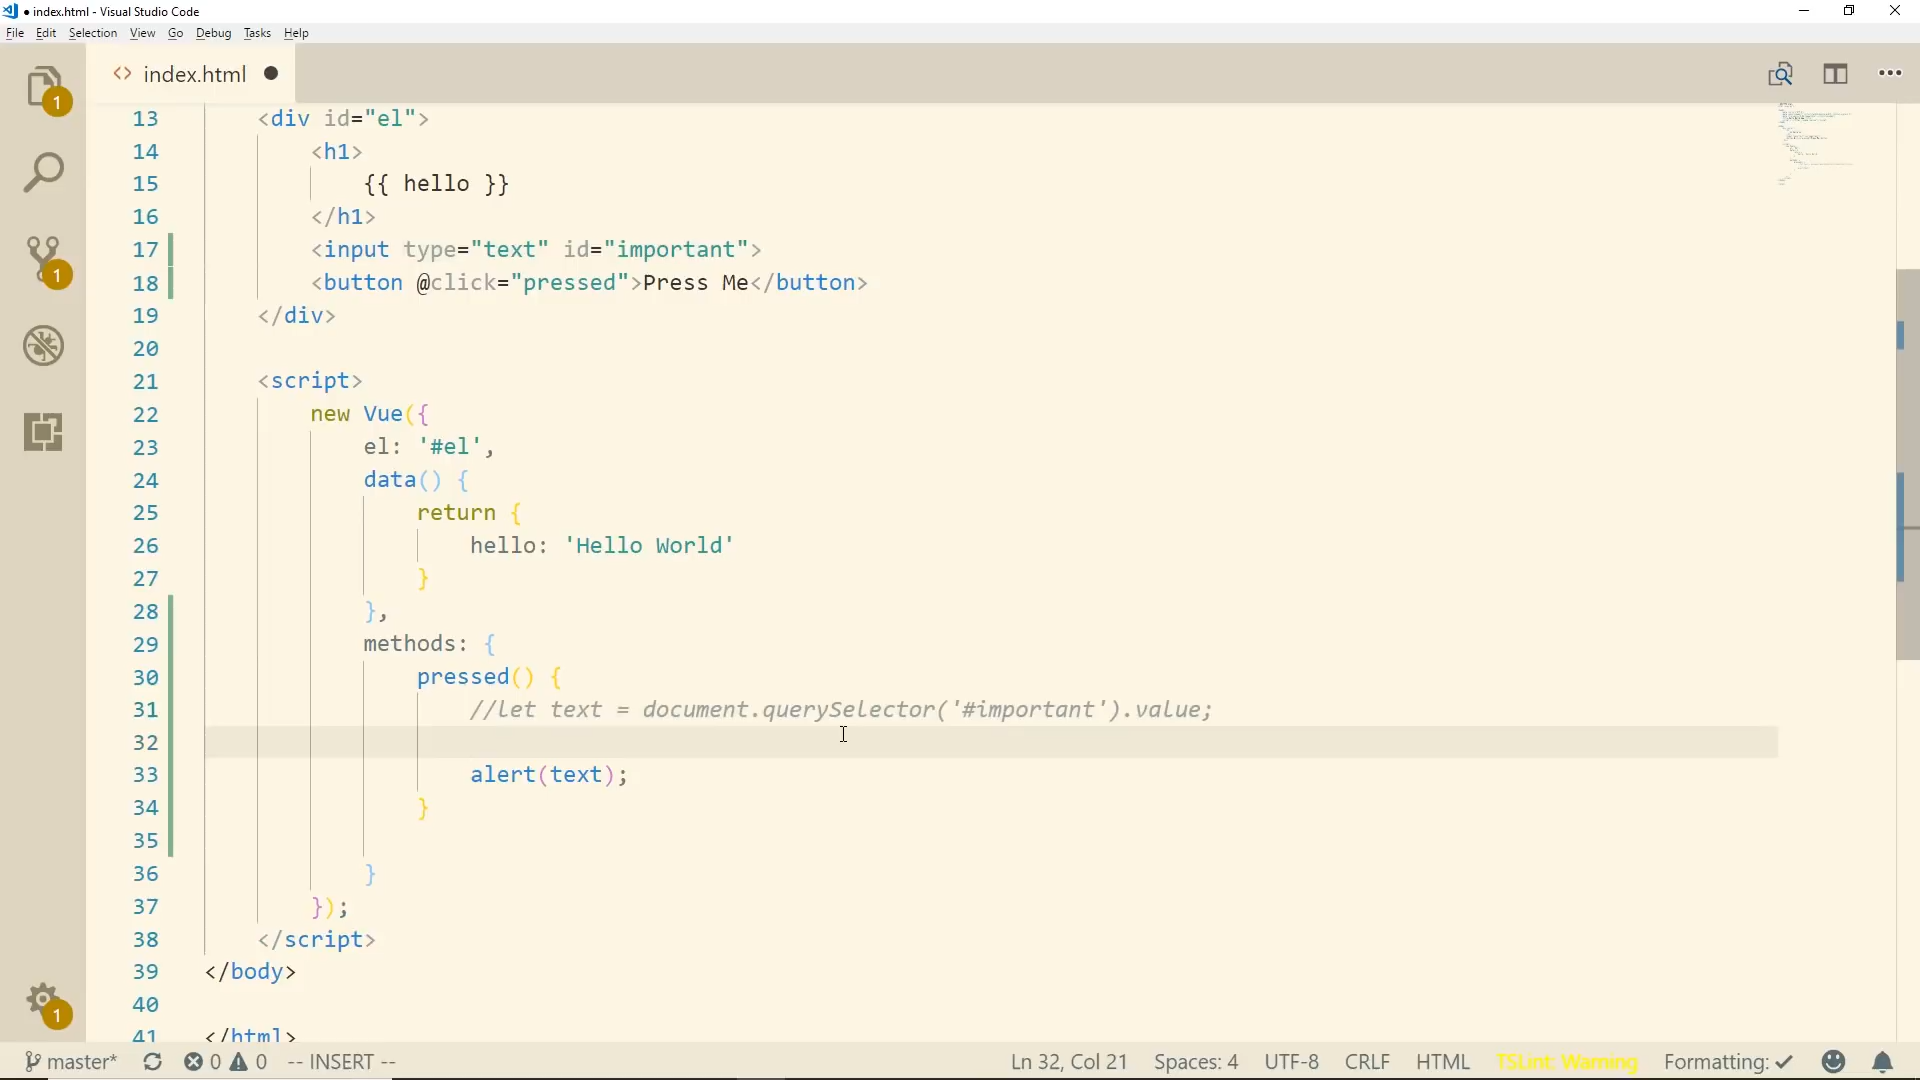 ● index.html - Visual Studio Code
File Edit Selection View Go Debug Tasks Help
<> index.html ●
13 <div id="el">
14 <h1>
15 {{ hello }}
16 </h1>
17 <input type="text" id="important">
18 <button @click="pressed">Press Me</button>
19 </div>
20
21 <script>
22 new Vue({
23 el: '#el',
24 data() {
25 return {
26 hello: 'Hello World'
27 }
28 },
29 methods: {
30 pressed() {
31 //let text = document.querySelector('#important').value;
32
33 alert(text);
34 }
35
36 }
37 });
38 </script>
39 </body>
40
41 </html>
1
1
1
master* 0 0 -- INSERT -- Ln 32, Col 21 Spaces: 4 UTF-8 CRLF HTML TSLint: Warning Formatting: ✓